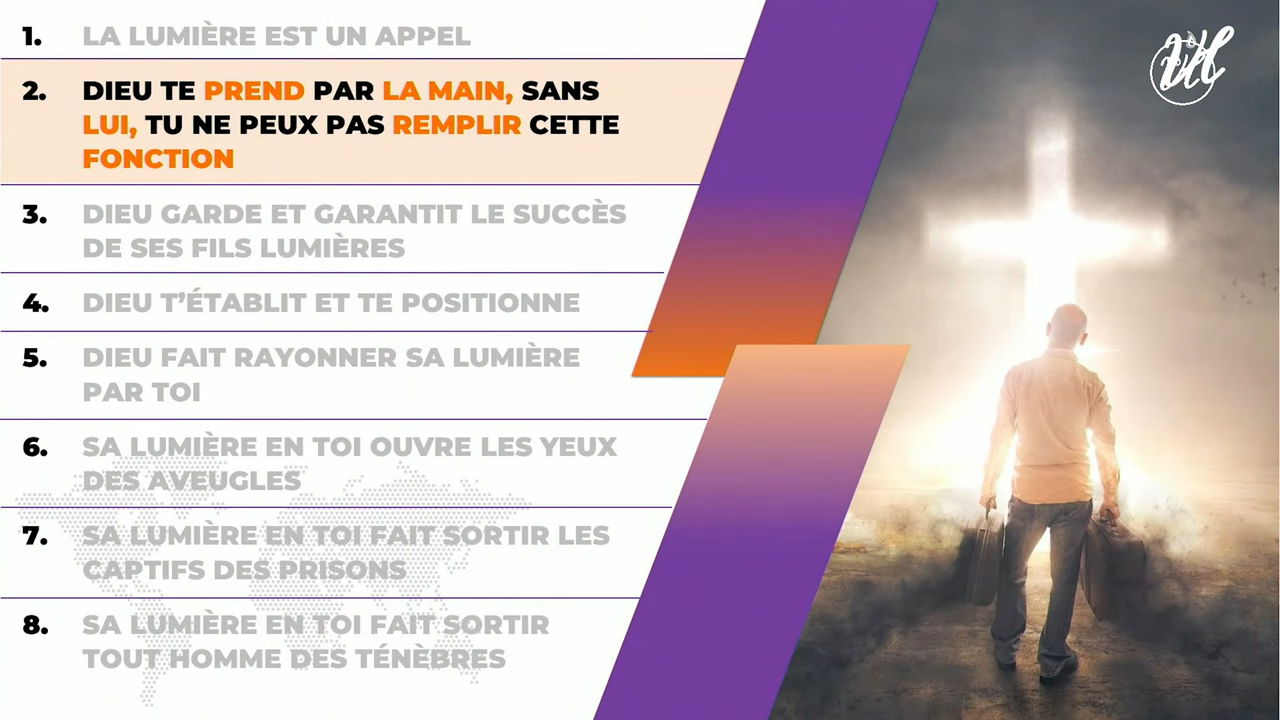 1. LA LUMIÈRE EST UN APPEL
2. DIEU TE PREND PAR LA MAIN, SANS
LUI, TU NE PEUX PAS REMPLIR CETTE
FONCTION
3. DIEU GARDE ET GARANTIT LE SUCCÈS
DE SES FILS LUMIÈRES
4. DIEU T’ÉTABLIT ET TE POSITIONNE
5. DIEU FAIT RAYONNER SA LUMIÈRE
PAR TOI
6. SA LUMIÈRE EN TOI OUVRE LES YEUX
DES AVEUGLES
7. SA LUMIÈRE EN TOI FAIT SORTIR LES
CAPTIFS DES PRISONS
8. SA LUMIÈRE EN TOI FAIT SORTIR
TOUT HOMME DES TÉNÈBRES